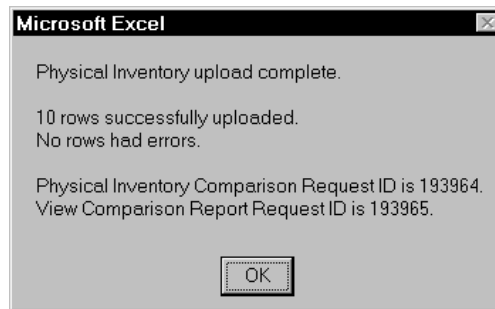 Microsoft Excel
Physical Inventory upload complete.
10 rows successfully uploaded.
No rows had errors.
Physical Inventory Comparison Request ID is 193964.
View Comparison Report Request ID is 193965.
OK